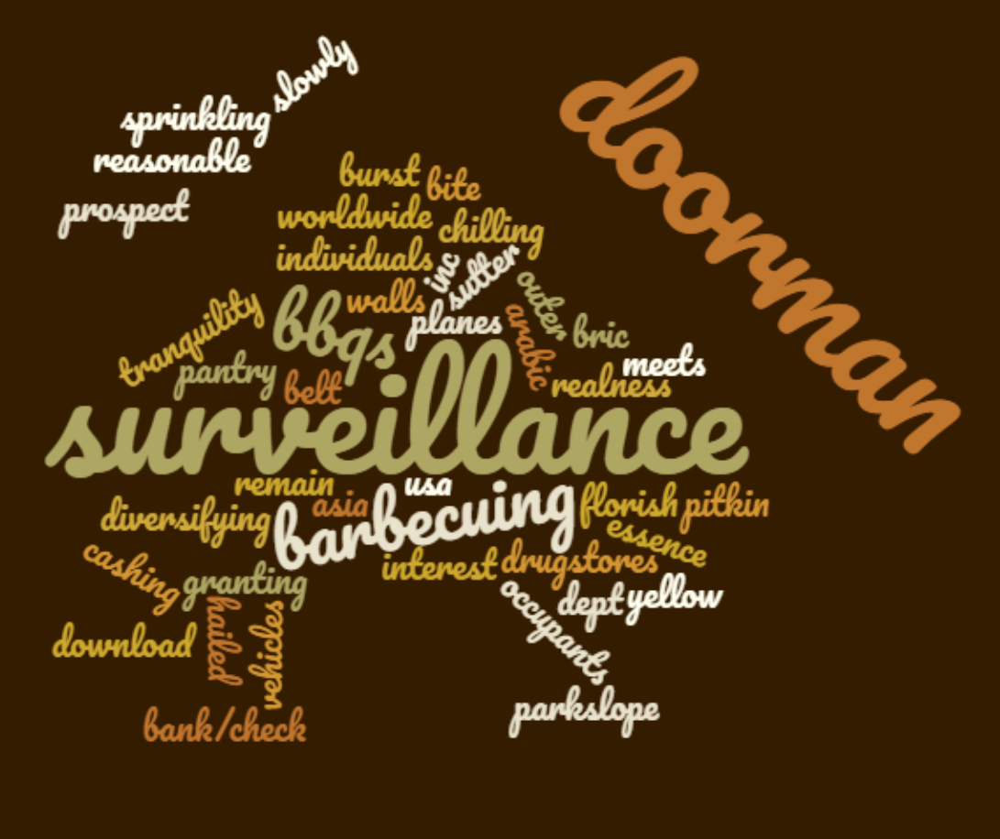 slowly
sprinkling
reasonable
prospect
doorman
burst
bite
worldwide
chilling
individuals
inc
sutter
outer
walls
planes
bbqs
tranquility
arabic
bric
meets
pantry
belt
realness
surveillance
remain
usa
asia
barbecuing
florish
pitkin
diversifying
essence
cashing
granting
interest
drugstores
occupants
dept
yellow
hailed
vehicles
download
parkslope
bank/check